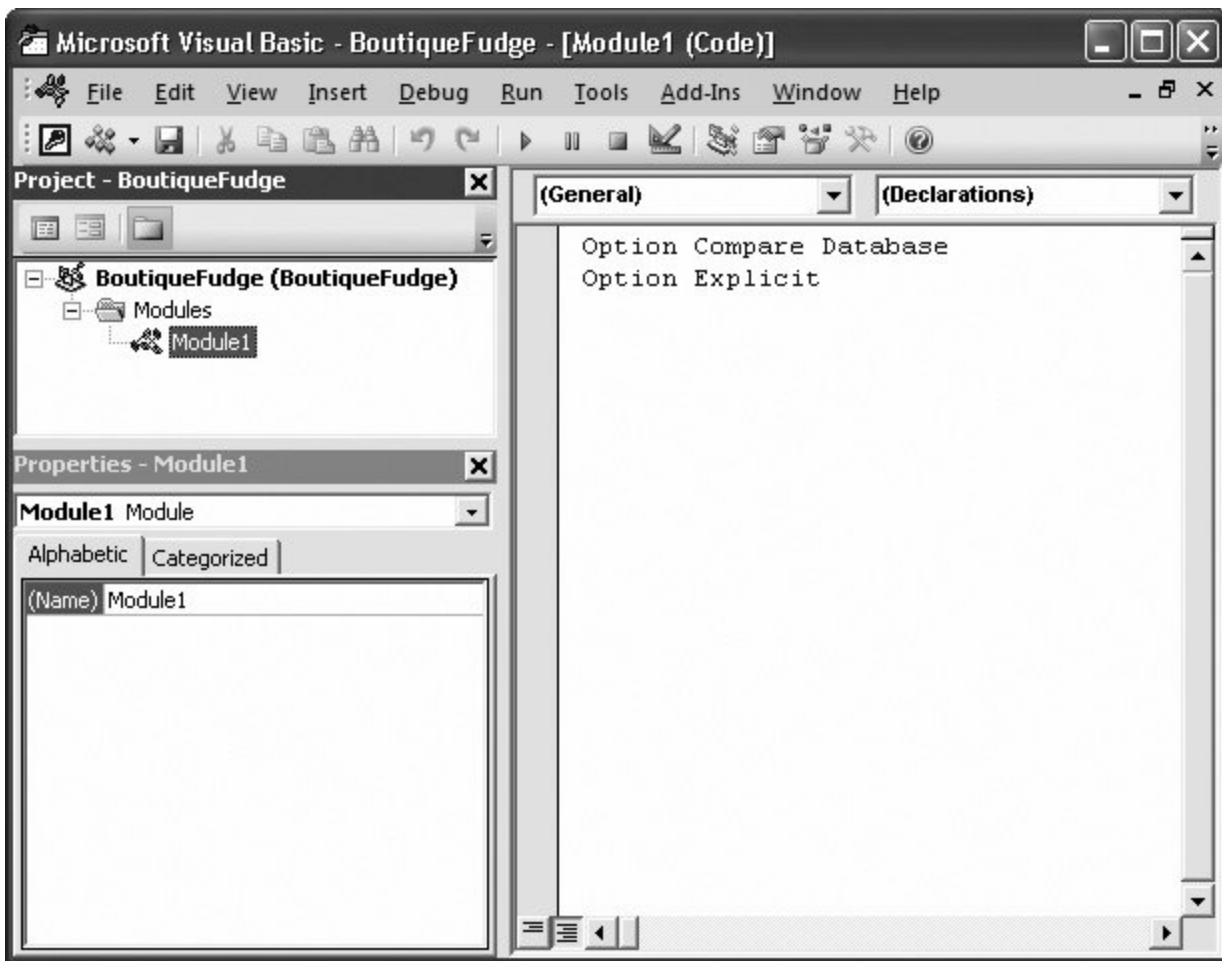 Microsoft Visual Basic - BoutiqueFudge - [Module1 (Code)]
File Edit View Insert Debug Run Tools Add-Ins Window Help
Project - BoutiqueFudge
(General) (Declarations)
BoutiqueFudge (BoutiqueFudge)
Modules
Module1
Option Compare Database
Option Explicit
Properties - Module1
Module1 Module
Alphabetic Categorized
(Name) Module1